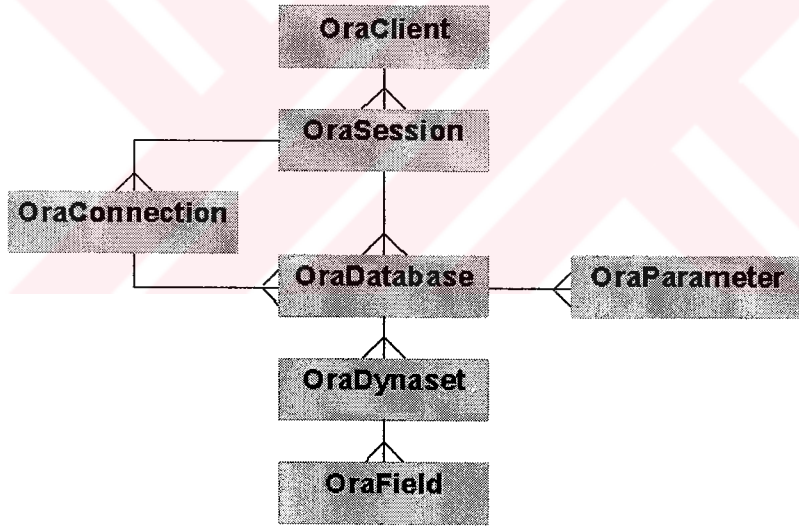 OraClient
OraSession
OraConnection
OraDatabase
OraParameter
OraDynaset
OraField